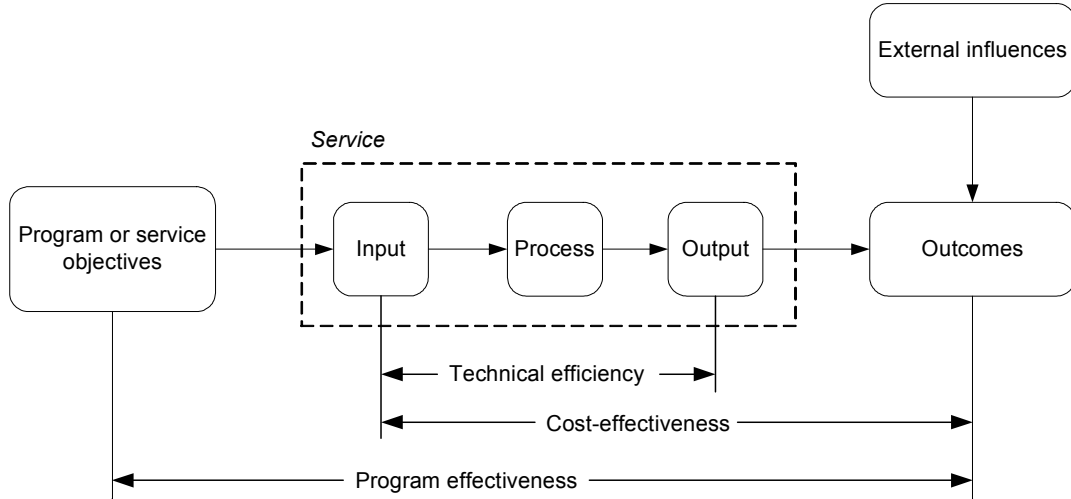 External influences
Service
Program or service
objectives
Input
Process
Output
Outcomes
Technical efficiency
Cost-effectiveness
Program effectiveness